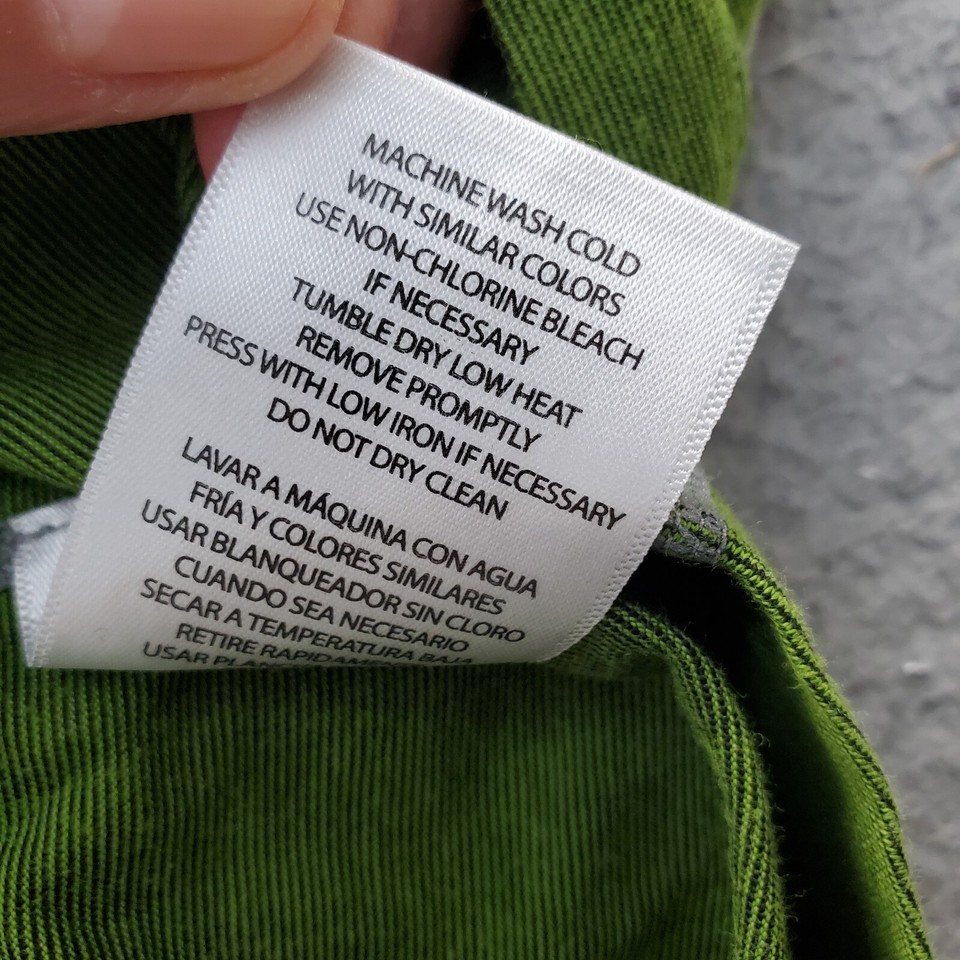 MACHINE WASH COLD
WITH SIMILAR COLORS
USE NON-CHLORINE BLEACH
IF NECESSARY
TUMBLE DRY LOW HEAT
REMOVE PROMPTLY
PRESS WITH LOW IRON IF NECESSARY
DO NOT DRY CLEAN
LAVAR A MÁQUINA CON AGUA
FRÍA Y COLORES SIMILARES
USAR BLANQUEADOR SIN CLORO
CUANDO SEA NECESARIO
SECAR A TEMPERATURA BAJA
RETIRE
USAR